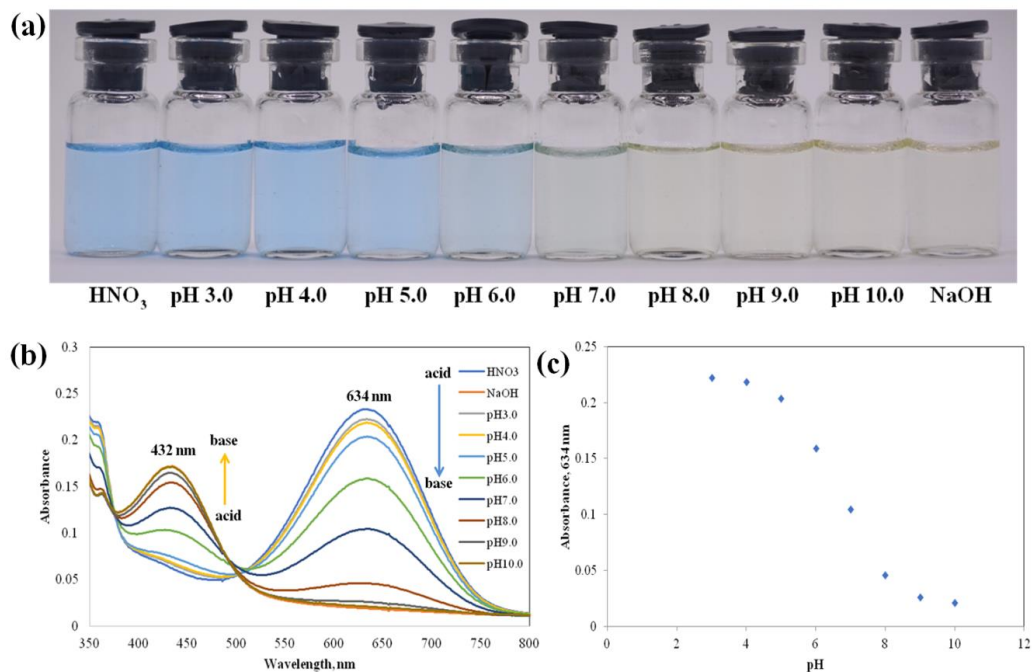 (a)
HNO₃ pH 3.0 pH 4.0 pH 5.0 pH 6.0 pH 7.0 pH 8.0 pH 9.0 pH 10.0 NaOH
(b)
0.3
0.25
0.2
0.15
0.1
0.05
0
350 400 450 500 550 600 650 700 750 800
Absorbance
Wavelength, nm
432 nm
base
acid
634 nm
acid
base
HNO3
NaOH
pH3.0
pH4.0
pH5.0
pH6.0
pH7.0
pH8.0
pH9.0
pH10.0
(c)
0.25
0.2
0.15
0.1
0.05
0
0 2 4 6 8 10 12
Absorbance, 634 nm
pH